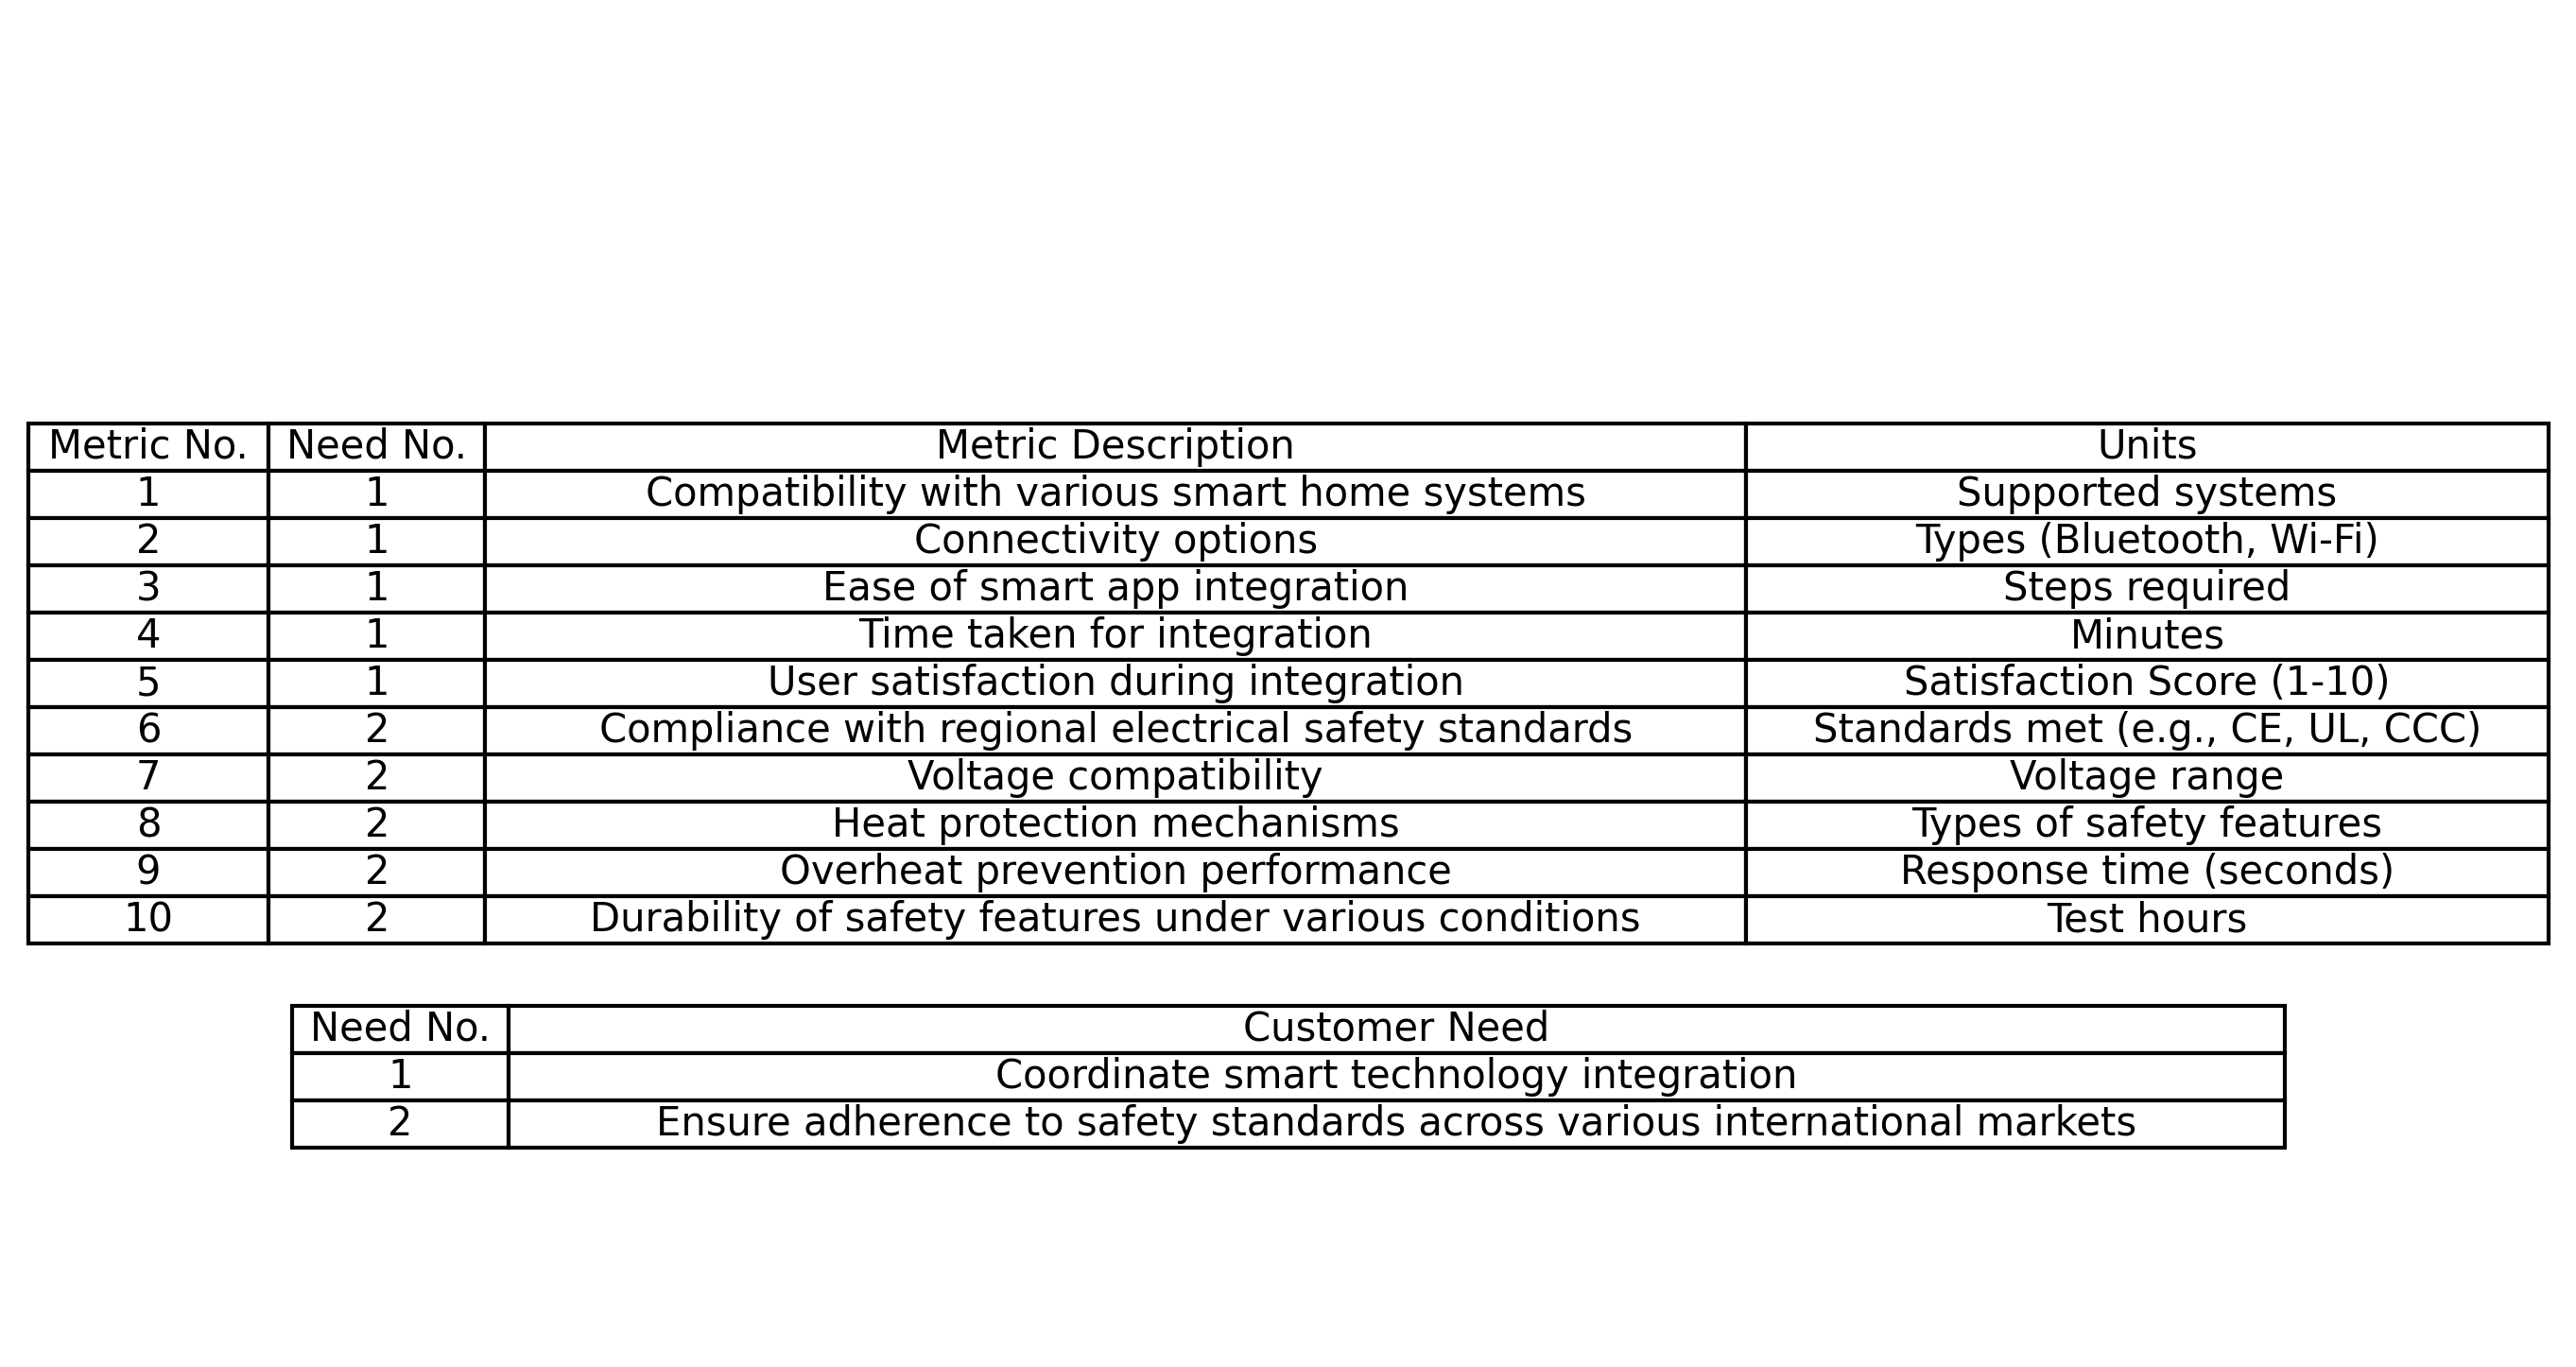 Metric No. Need No. Metric Description Units
1 1 Compatibility with various smart home systems Supported systems
2 1 Connectivity options Types (Bluetooth, Wi-Fi)
3 1 Ease of smart app integration Steps required
4 1 Time taken for integration Minutes
5 1 User satisfaction during integration Satisfaction Score (1-10)
6 2 Compliance with regional electrical safety standards Standards met (e.g., CE, UL, CCC)
7 2 Voltage compatibility Voltage range
8 2 Heat protection mechanisms Types of safety features
9 2 Overheat prevention performance Response time (seconds)
10 2 Durability of safety features under various conditions Test hours
Need No. Customer Need
1 Coordinate smart technology integration
2 Ensure adherence to safety standards across various international markets